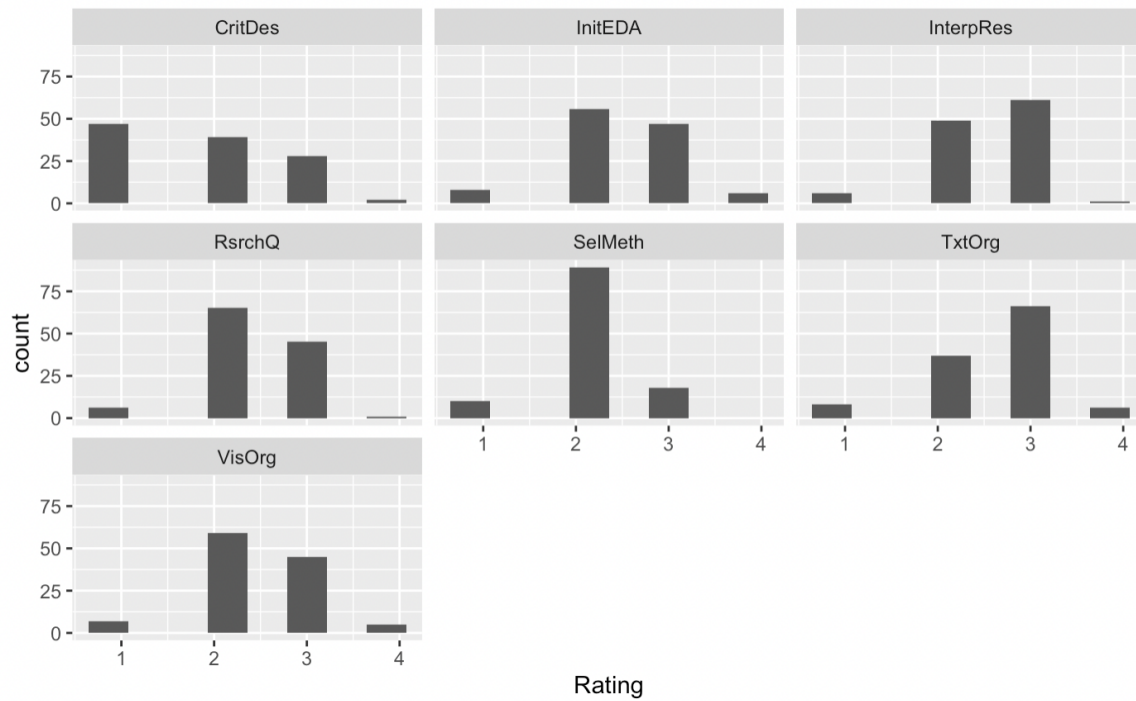 CritDes InitEDA InterpRes
75
50
25
0
RsrchQ SelMeth TxtOrg
75
50
25
0
1 2 3 4 1 2 3 4
VisOrg
75
50
25
0
1 2 3 4
count
Rating